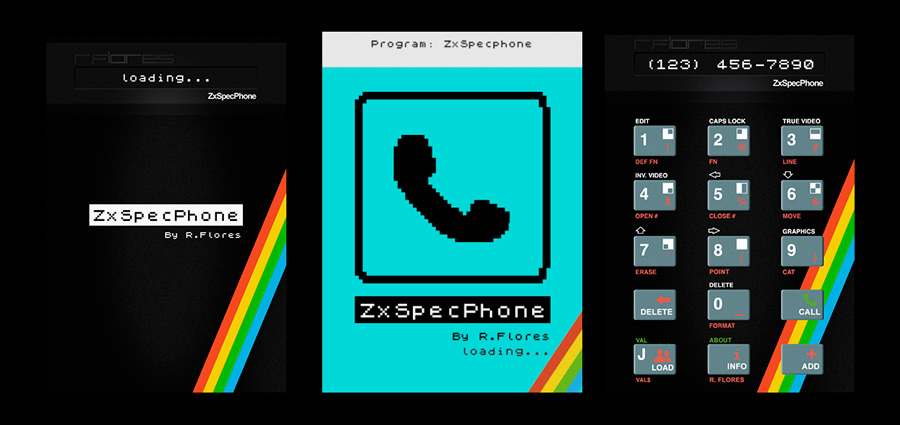 r.flores
loading...
ZxSpecPhone
ZxSpecPhone
By R.Flores
Program: ZxSpecphone
ZxSpecPhone
By R.Flores
loading...
r.flores
(123) 456-7890
ZxSpecPhone
EDIT CAPS LOCK TRUE VIDEO
1 ! 2 @ 3 #
DEF FN FN LINE
INV. VIDEO
4 $ 5 % 6 &
OPEN # CLOSE # MOVE
GRAPHICS
7 8 ( 9 )
ERASE POINT CAT
DELETE
DELETE 0 _ CALL
FORMAT
VAL ABOUT
J LOAD i INFO + ADD
VAL$ R. FLORES